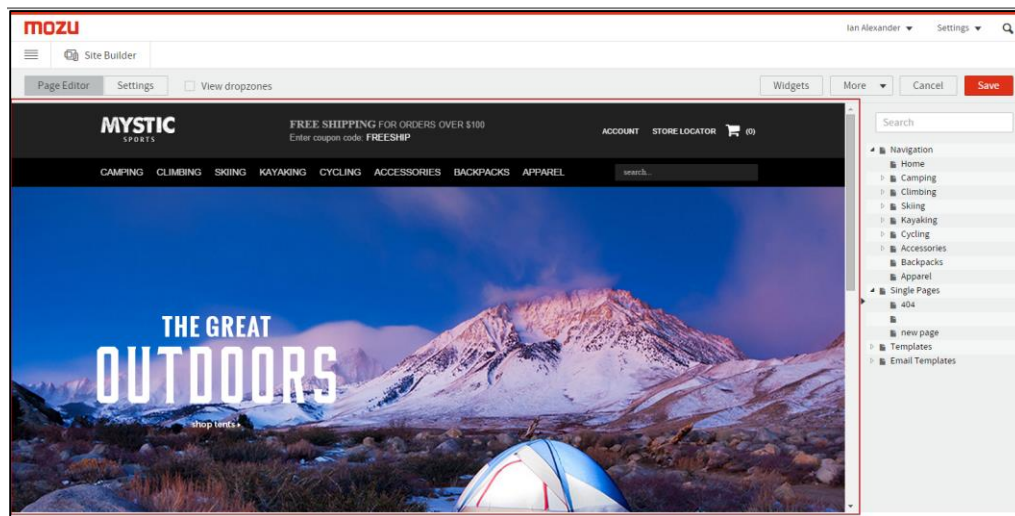 mozu
Ian Alexander Settings
Site Builder
Page Editor Settings View dropzones Widgets More Cancel Save
MYSTIC
SPORTS
FREE SHIPPING FOR ORDERS OVER $100
Enter coupon code: FREESHIP
ACCOUNT STORE LOCATOR (0)
CAMPING CLIMBING SKIING KAYAKING CYCLING ACCESSORIES BACKPACKS APPAREL search...
THE GREAT
OUTDOORS
shop tents
Search
Navigation
Home
Camping
Climbing
Skiing
Kayaking
Cycling
Accessories
Backpacks
Apparel
Single Pages
404
new page
Templates
Email Templates